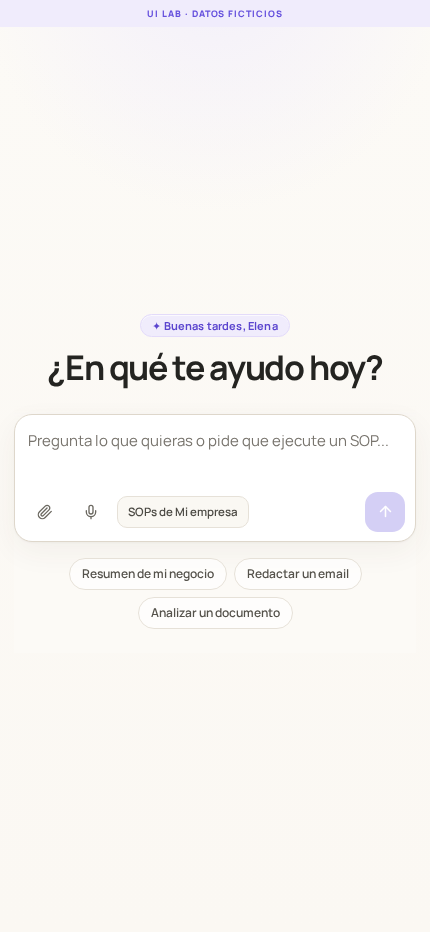 UI LAB · DATOS FICTICIOS
✦ Buenas tardes, Elena
¿En qué te ayudo hoy?
Pregunta lo que quieras o pide que ejecute un SOP...
SOPs de Mi empresa
Resumen de mi negocio
Redactar un email
Analizar un documento